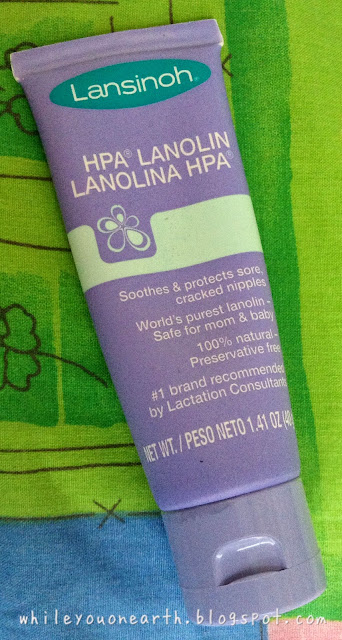 Lansinoh®
HPA® LANOLIN
LANOLINA HPA®
Soothes & protects sore,
cracked nipples
World's purest lanolin -
Safe for mom & baby
100% natural -
Preservative free
#1 brand recommended
by Lactation Consultants
NET WT. / PESO NETO 1.41 OZ
whileyouonearth.blogspot.com